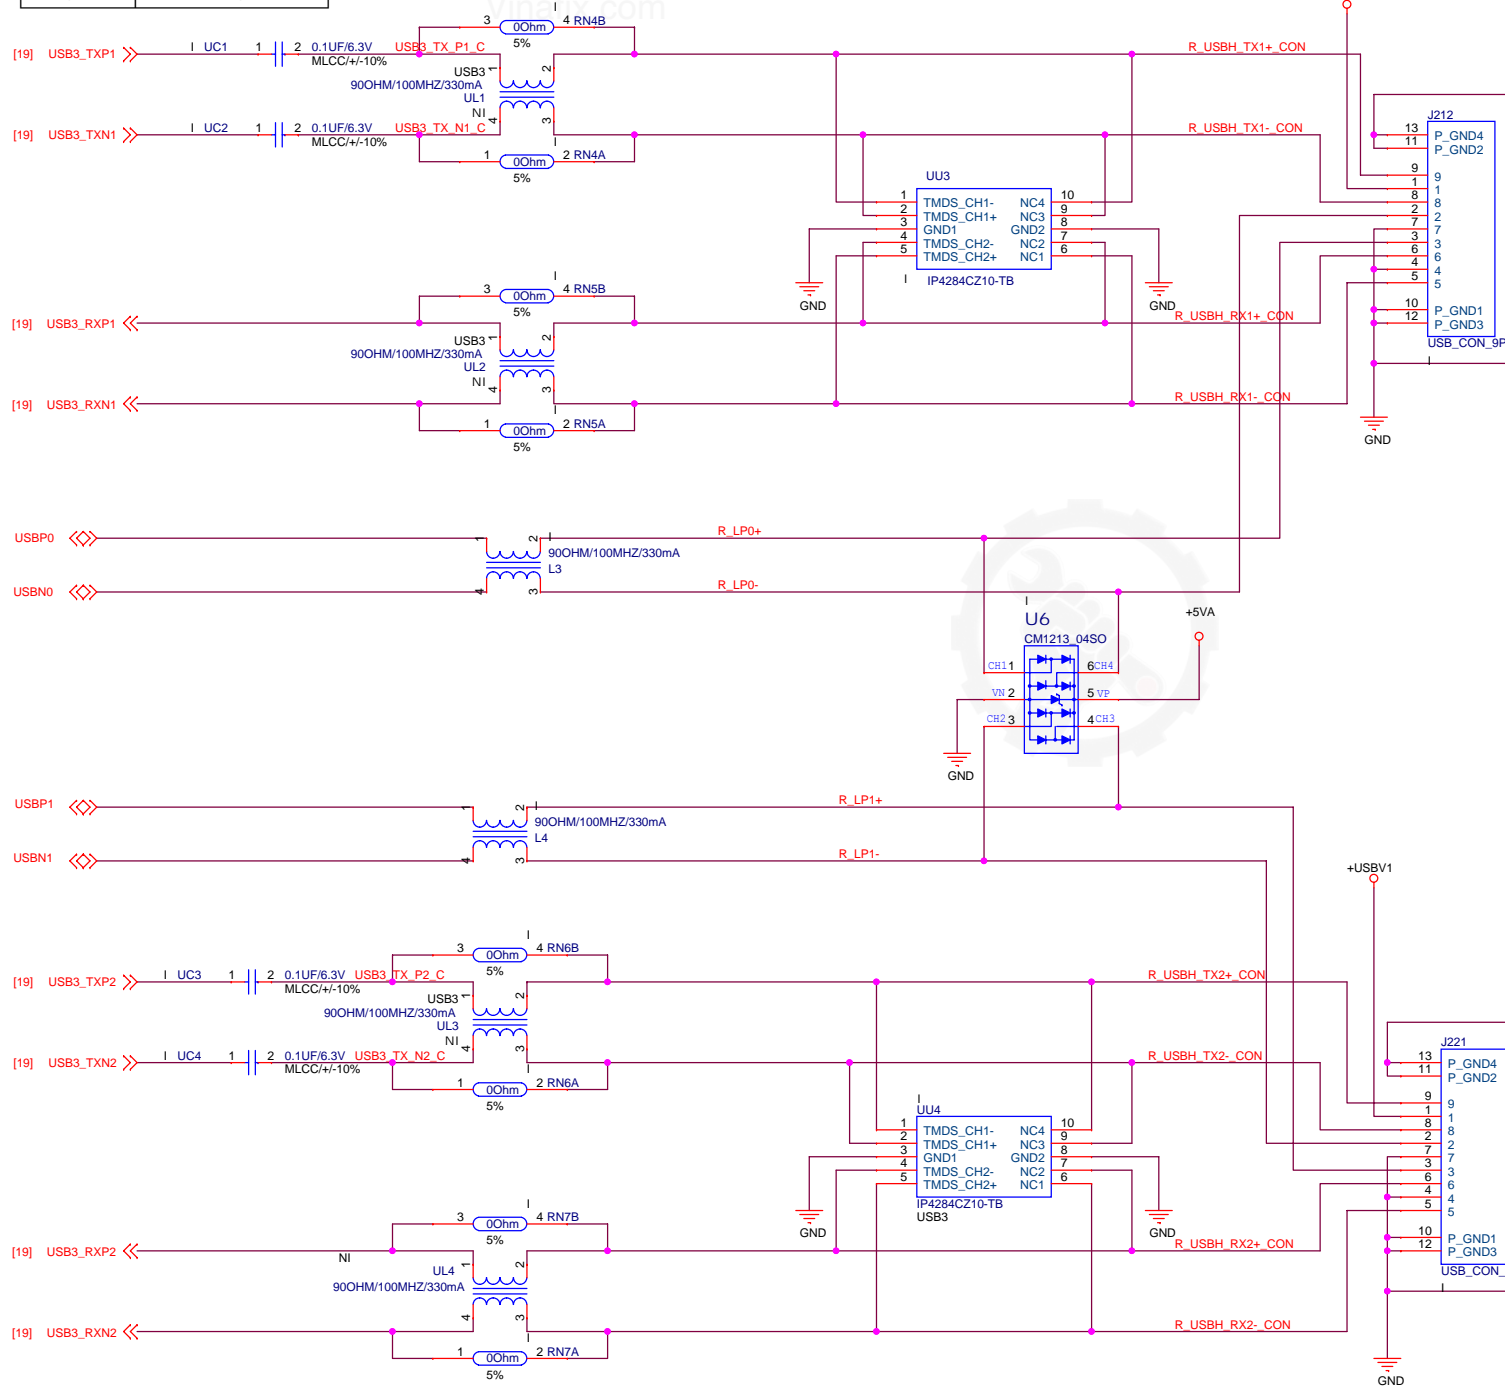 Vinafix.com
3 0Ohm 4 RN4B
5%
[19] USB3_TXP1 I UC1 1 2 0.1UF/6.3V USB3_TX_P1_C R_USBH_TX1+_CON
MLCC/+/-10%
USB3 1 2
90OHM/100MHZ/330mA
UL1
NI 4 3
[19] USB3_TXN1 I UC2 1 2 0.1UF/6.3V USB3_TX_N1_C R_USBH_TX1-_CON
MLCC/+/-10%
I
1 0Ohm 2 RN4A
5%
J212
13 P_GND4
11 P_GND2
9 9
1 1
8 8
2 2
7 7
3 3
6 6
4 4
5 5
10 P_GND1
12 P_GND3
USB_CON_9P
I
GND
UU3
1 TMDS_CH1- NC4 10
2 TMDS_CH1+ NC3 9
3 GND1 GND2 8
4 TMDS_CH2- NC2 7
5 TMDS_CH2+ NC1 6
I IP4284CZ10-TB
GND GND
I
3 0Ohm 4 RN5B
5%
[19] USB3_RXP1 R_USBH_RX1+_CON
USB3 1 2
90OHM/100MHZ/330mA
UL2
NI 4 3
[19] USB3_RXN1 R_USBH_RX1-_CON
I
1 0Ohm 2 RN5A
5%
USBP0 1 2 I R_LP0+
90OHM/100MHZ/330mA
L3
USBN0 4 3 R_LP0-
I
U6
CM1213_04SO
+5VA
CH1 1 6 CH4
VN 2 5 VP
CH2 3 4 CH3
GND
USBP1 1 2 I R_LP1+
90OHM/100MHZ/330mA
L4
USBN1 4 3 R_LP1-
+USBV1
I
3 0Ohm 4 RN6B
5%
[19] USB3_TXP2 I UC3 1 2 0.1UF/6.3V USB3_TX_P2_C R_USBH_TX2+_CON
MLCC/+/-10%
USB3 1 2
90OHM/100MHZ/330mA
UL3
NI 4 3
[19] USB3_TXN2 I UC4 1 2 0.1UF/6.3V USB3_TX_N2_C R_USBH_TX2-_CON
MLCC/+/-10%
I
1 0Ohm 2 RN6A
5%
J221
13 P_GND4
11 P_GND2
9 9
1 1
8 8
2 2
7 7
3 3
6 6
4 4
5 5
10 P_GND1
12 P_GND3
USB_CON_
I
GND
I
UU4
1 TMDS_CH1- NC4 10
2 TMDS_CH1+ NC3 9
3 GND1 GND2 8
4 TMDS_CH2- NC2 7
5 TMDS_CH2+ NC1 6
IP4284CZ10-TB
USB3
GND GND
I
3 0Ohm 4 RN7B
5%
[19] USB3_RXP2 R_USBH_RX2+_CON
NI
1 2
UL4
90OHM/100MHZ/330mA
4 3
[19] USB3_RXN2 R_USBH_RX2-_CON
I
1 0Ohm 2 RN7A
5%